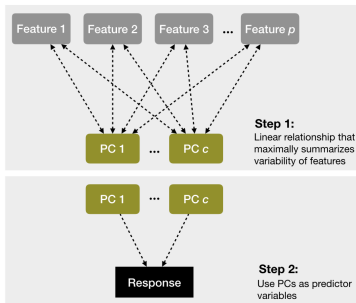 Feature 1 Feature 2 Feature 3 ... Feature p
PC 1 ... PC c
Step 1:
Linear relationship that
maximally summarizes
variability of features
PC 1 ... PC c
Response
Step 2:
Use PCs as predictor
variables